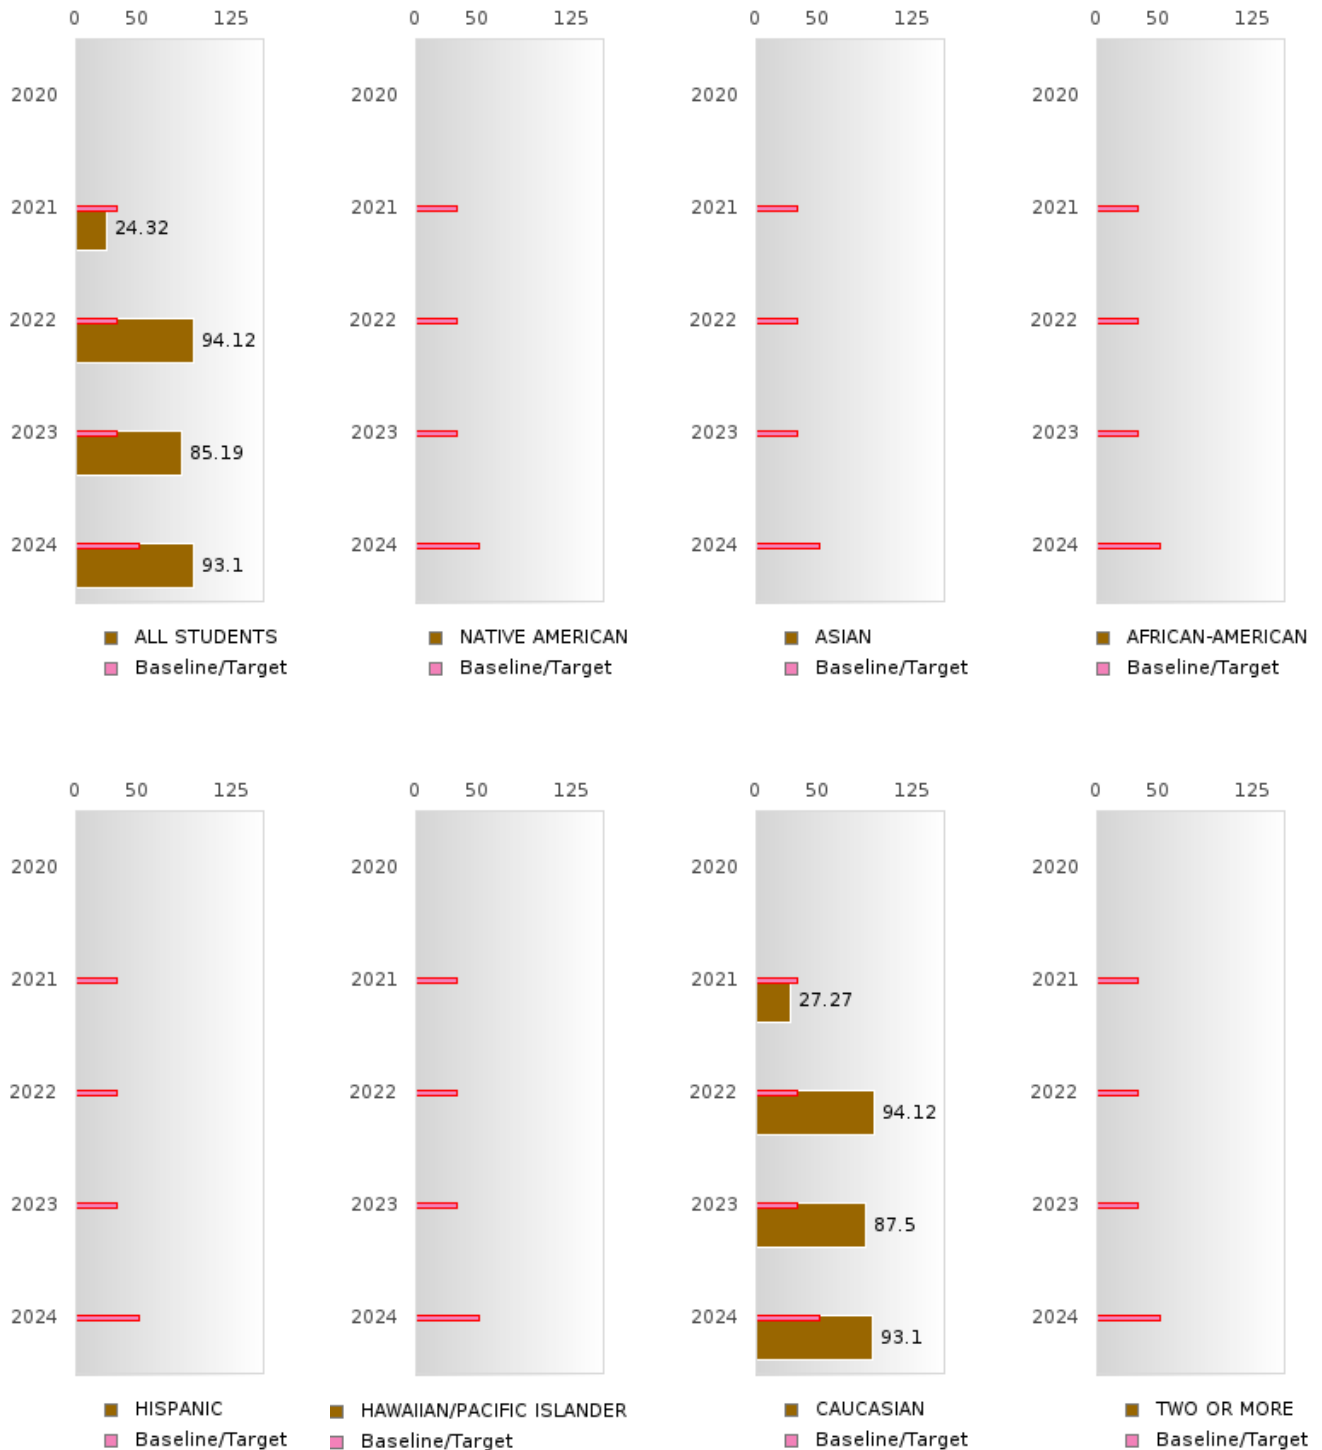 0 50 125 0 50 125 0 50 125 0 50 125
2020 2020 2020 2020
2021 24.32 2021 2021 2021
2022 94.12 2022 2022 2022
2023 85.19 2023 2023 2023
2024 93.1 2024 2024 2024
ALL STUDENTS NATIVE AMERICAN ASIAN AFRICAN-AMERICAN
Baseline/Target Baseline/Target Baseline/Target Baseline/Target
0 50 125 0 50 125 0 50 125 0 50 125
2020 2020 2020 2020
2021 2021 2021 27.27 2021
2022 2022 2022 94.12 2022
2023 2023 2023 87.5 2023
2024 2024 2024 93.1 2024
HISPANIC HAWAIIAN/PACIFIC ISLANDER CAUCASIAN TWO OR MORE
Baseline/Target Baseline/Target Baseline/Target Baseline/Target